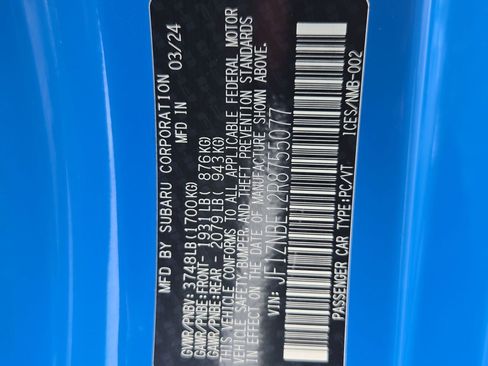 MFD BY SUBARU CORPORATION
MFD IN 03/24
GVWR/PNBV: 3748LB(1700KG)
GAWR/PNBE:FRONT- 1931LB( 876KG)
GAWR/PNBE:REAR - 2079LB( 943KG)
THIS VEHICLE CONFORMS TO ALL APPLICABLE FEDERAL MOTOR
VEHICLE SAFETY, BUMPER, AND THEFT PREVENTION STANDARDS
IN EFFECT ON THE DATE OF MANUFACTURE SHOWN ABOVE.
VIN: JF1ZNBE12R8755077
PASSENGER CAR TYPE:PC/VT ICES/NMB-002